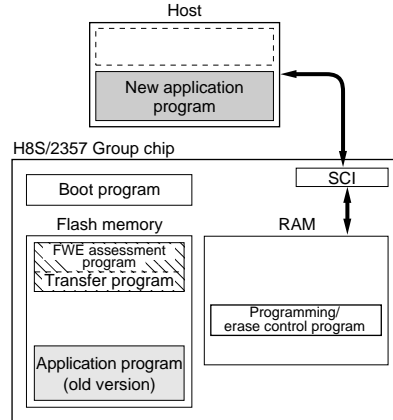 Host
New application
program
H8S/2357 Group chip
SCI
Boot program
Flash memory
RAM
FWE assessment
program
Transfer program
Programming/
erase control program
Application program
(old version)